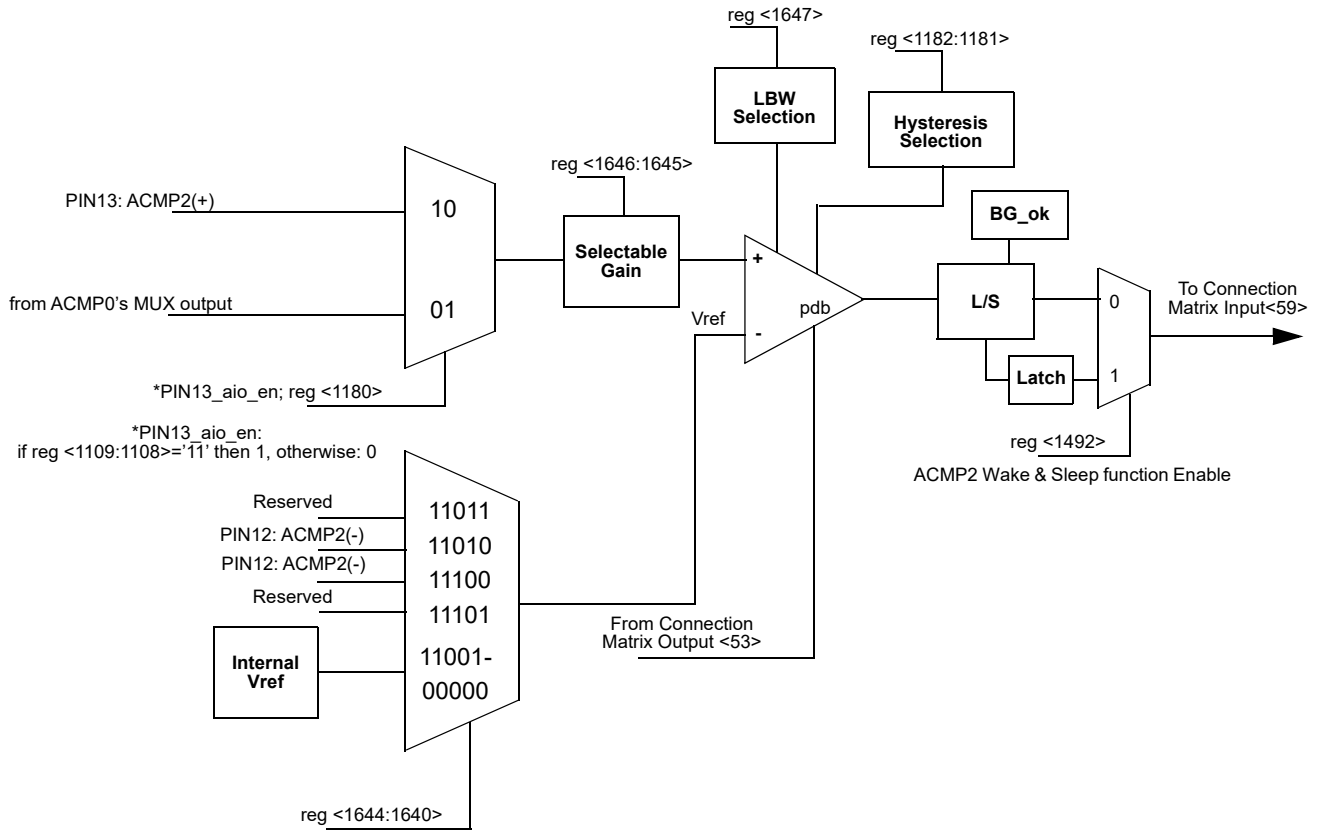 reg <1647>
reg <1182:1181>
LBW
Selection
Hysteresis
Selection
reg <1646:1645>
PIN13: ACMP2(+)
10
BG_ok
Selectable
Gain
+
from ACMP0's MUX output
01
Vref
-
pdb
L/S
0
To Connection
Matrix Input<59>
Latch
1
*PIN13_aio_en; reg <1180>
*PIN13_aio_en:
if reg <1109:1108>='11' then 1, otherwise: 0
reg <1492>
ACMP2 Wake & Sleep function Enable
Reserved
11011
PIN12: ACMP2(-)
11010
PIN12: ACMP2(-)
11100
Reserved
11101
From Connection
Matrix Output <53>
Internal
Vref
11001-
00000
reg <1644:1640>